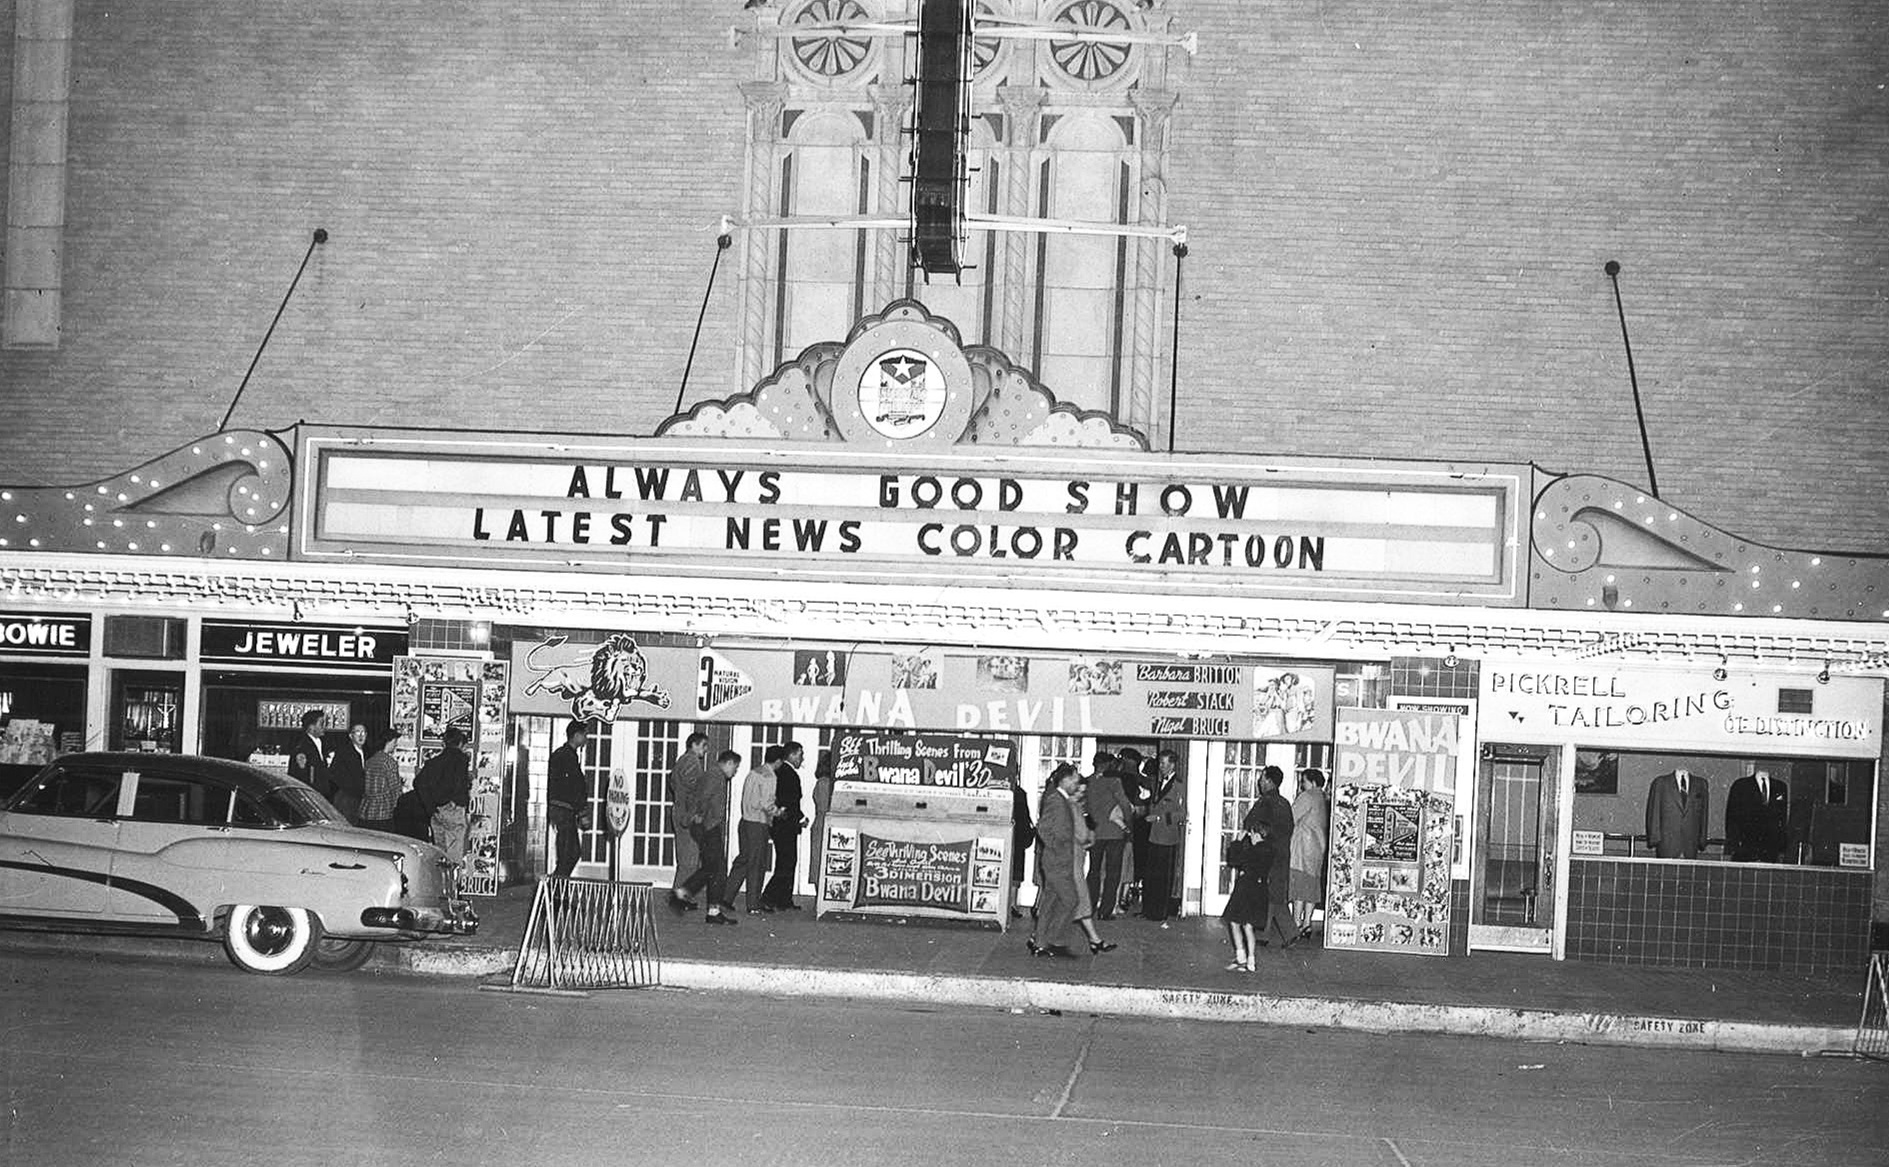 ALWAYS GOOD SHOW
LATEST NEWS COLOR CARTOON
BOWIE
JEWELER
3 NATURAL VISION DIMENSION
BWANA DEVIL
Barbara BRITTON
Robert STACK
Nigel BRUCE
PICKRELL
TAILORING
OF DISTINCTION
NOW SHOWING
BWANA
DEVIL
Thrilling Scenes From
"Bwana Devil" 3D
See Thrilling Scenes
3 DIMENSION
Bwana Devil
NO
PARKING
BRUCE
SAFETY ZONE
SAFETY ZONE